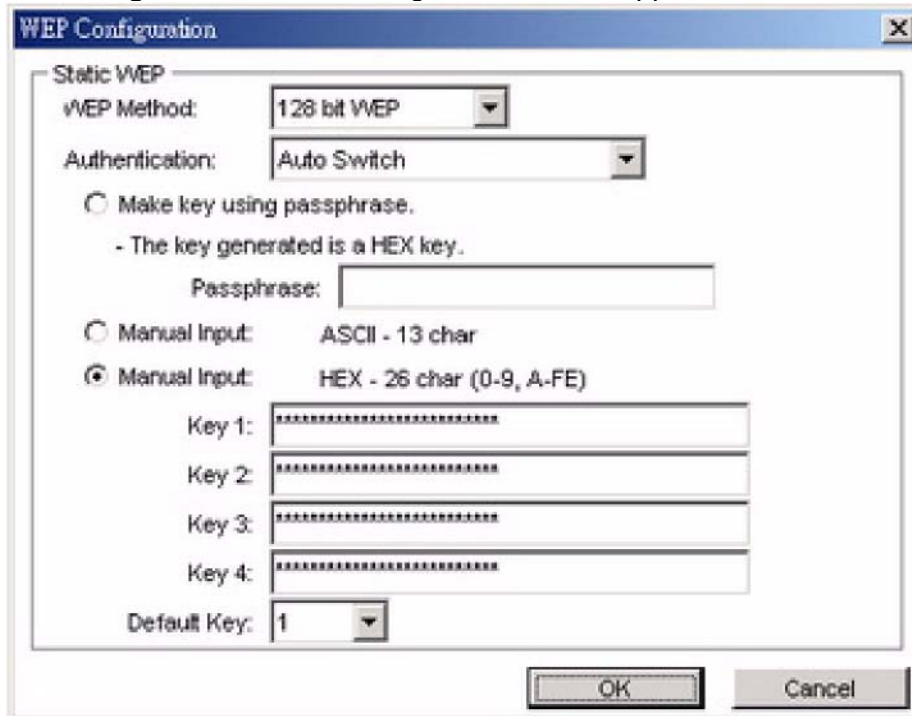 WEP Configuration
Static WEP
WEP Method: 128 bit WEP
Authentication: Auto Switch
Make key using passphrase.
- The key generated is a HEX key.
Passphrase:
Manual Input: ASCII - 13 char
Manual Input: HEX - 26 char (0-9, A-FE)
Key 1: **************************
Key 2: **************************
Key 3: **************************
Key 4: **************************
Default Key: 1
OK Cancel